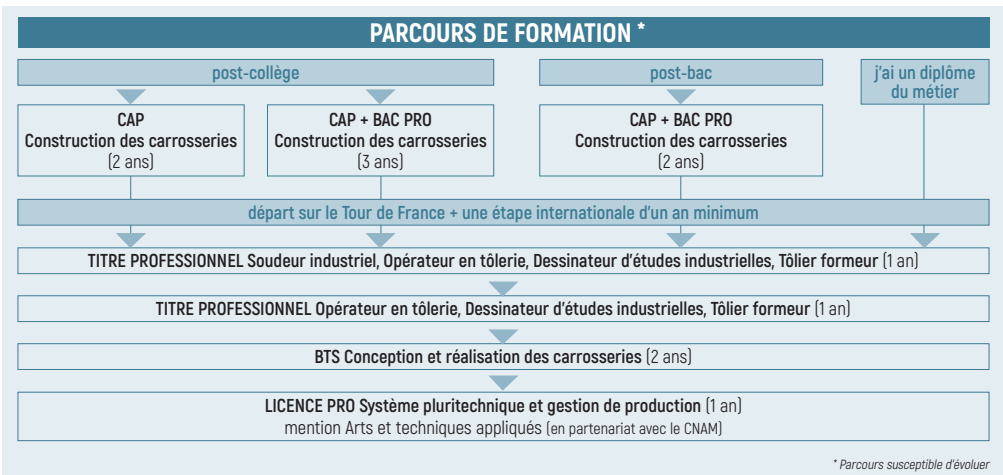 PARCOURS DE FORMATION *
post-collège
post-bac
j'ai un diplôme
du métier
CAP
Construction des carrosseries
(2 ans)
CAP + BAC PRO
Construction des carrosseries
(3 ans)
CAP + BAC PRO
Construction des carrosseries
(2 ans)
départ sur le Tour de France + une étape internationale d'un an minimum
TITRE PROFESSIONNEL Soudeur industriel, Opérateur en tôlerie, Dessinateur d'études industrielles, Tôlier formeur (1 an)
TITRE PROFESSIONNEL Opérateur en tôlerie, Dessinateur d'études industrielles, Tôlier formeur (1 an)
BTS Conception et réalisation des carrosseries (2 ans)
LICENCE PRO Système pluritechnique et gestion de production (1 an)
mention Arts et techniques appliqués (en partenariat avec le CNAM)
* Parcours susceptible d'évoluer